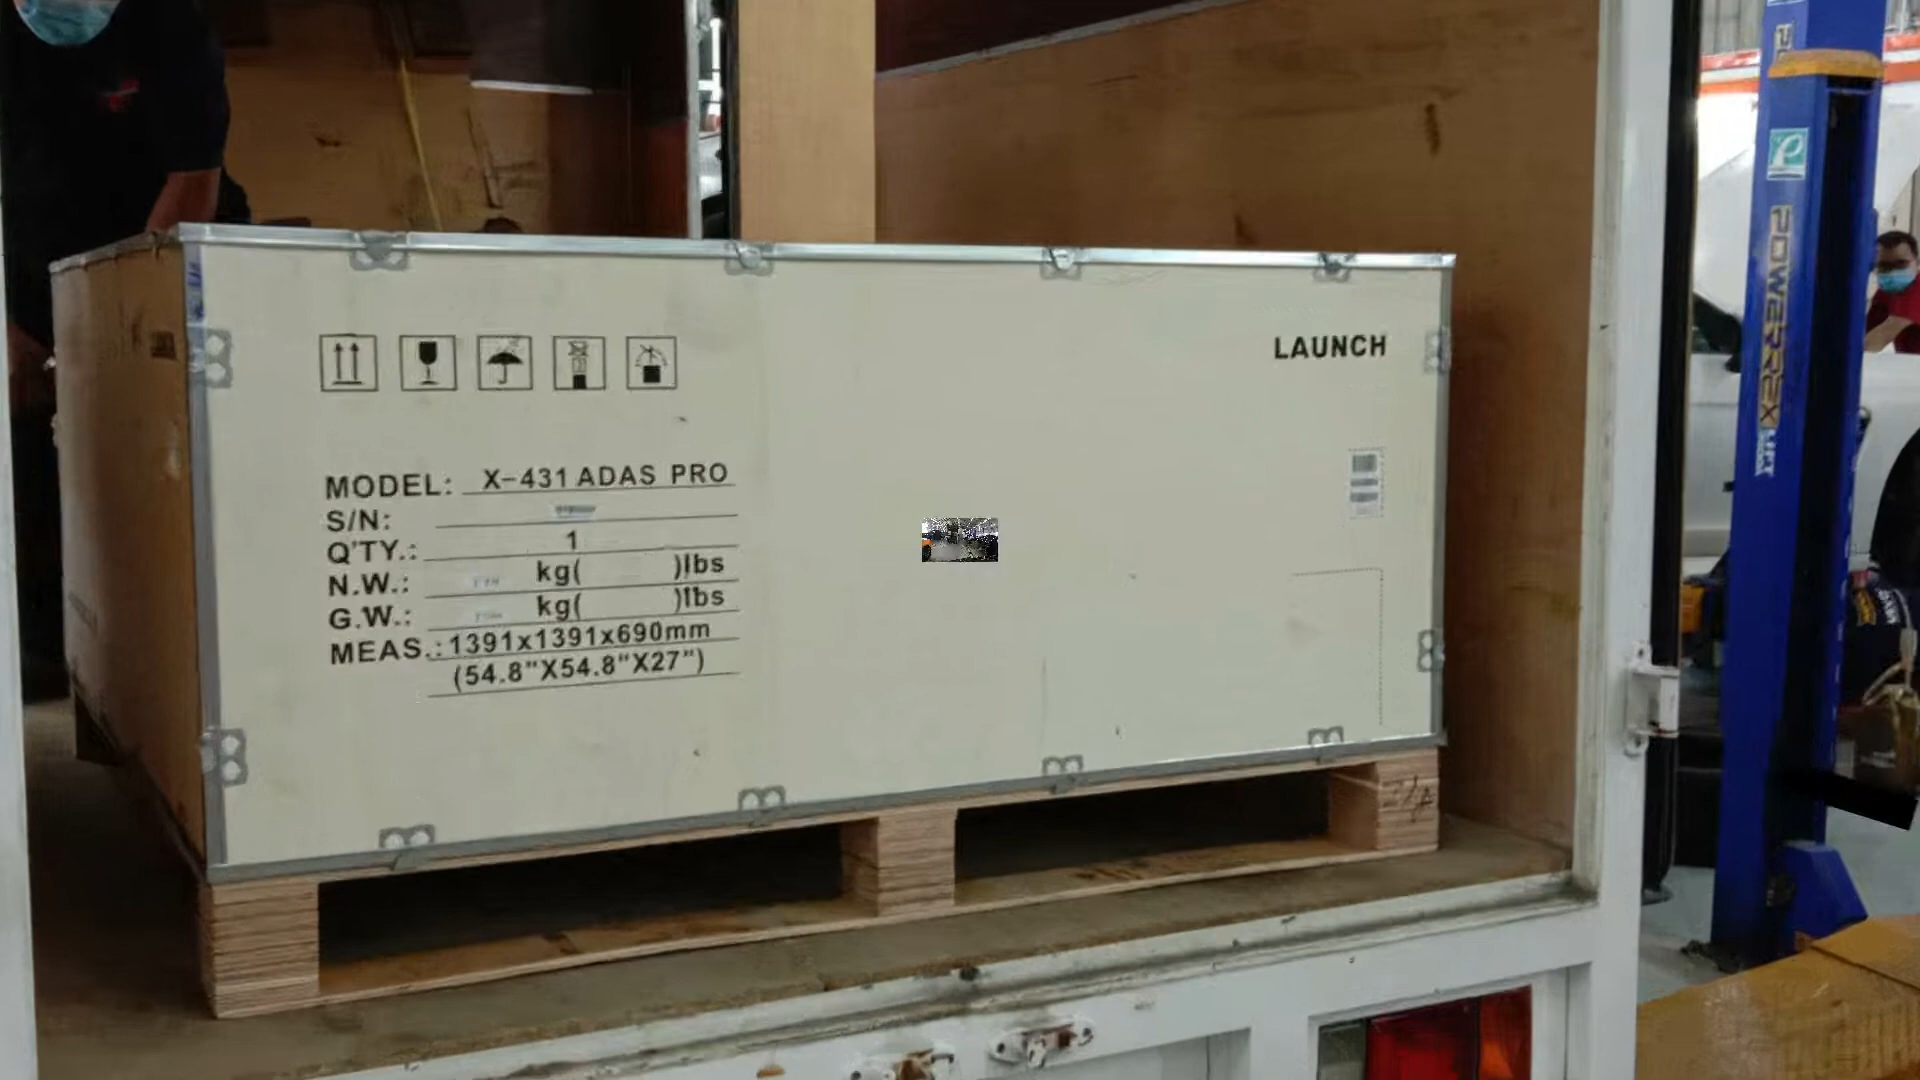 LAUNCH
MODEL: X-431 ADAS PRO
S/N:
Q'TY.: 1
N.W.: kg( )lbs
G.W.: kg( )lbs
MEAS.: 1391x1391x690mm
(54.8"X54.8"X27")
POWERREX
LIFT